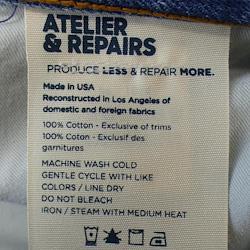 ATELIER
& REPAIRS
PRODUCE LESS & REPAIR MORE.
Made in USA
Reconstructed in Los Angeles of
domestic and foreign fabrics
100% Cotton - Exclusive of trims
100% Coton - Exclusif des
garnitures
MACHINE WASH COLD
GENTLE CYCLE WITH LIKE
COLORS / LINE DRY
DO NOT BLEACH
IRON / STEAM WITH MEDIUM HEAT